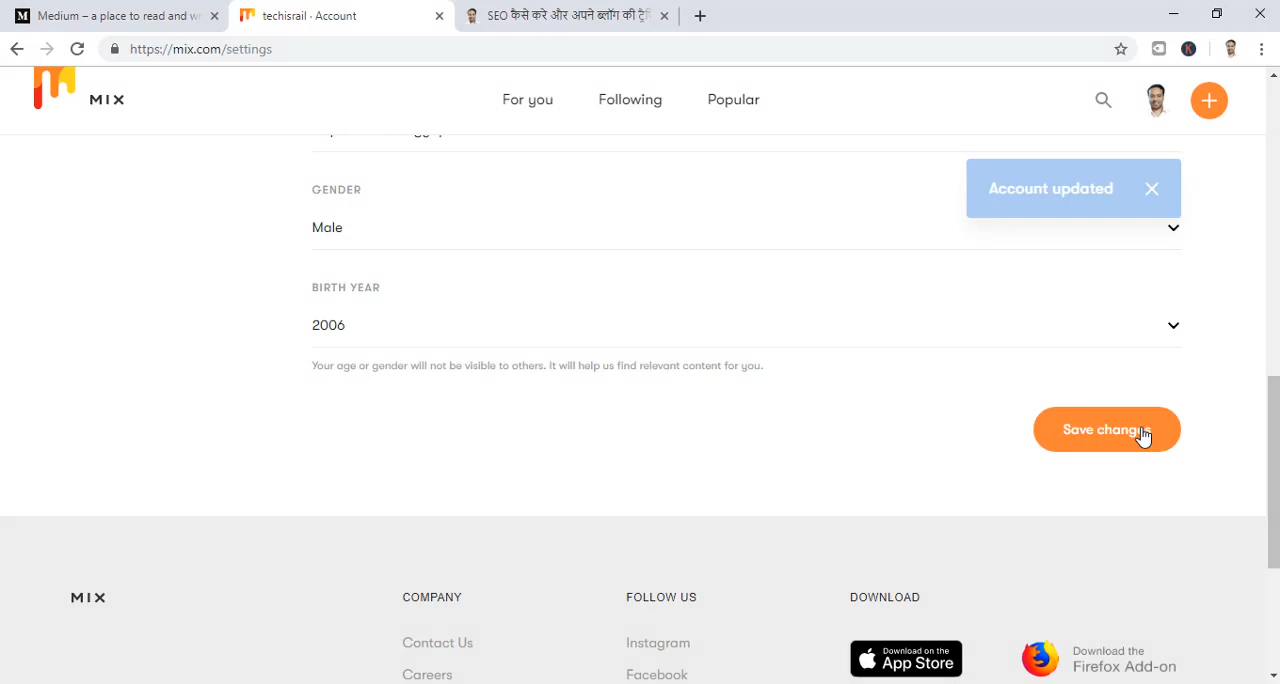 Medium – a place to read and wr
techisrail - Account
SEO कैसे करे और अपने ब्लॉग की ट्रै
https://mix.com/settings
MIX
For you
Following
Popular
GENDER
Account updated
Male
BIRTH YEAR
2006
Your age or gender will not be visible to others. It will help us find relevant content for you.
Save changes
MIX
COMPANY
FOLLOW US
DOWNLOAD
Contact Us
Instagram
Download on the
App Store
Download the
Firefox Add-on
Careers
Facebook